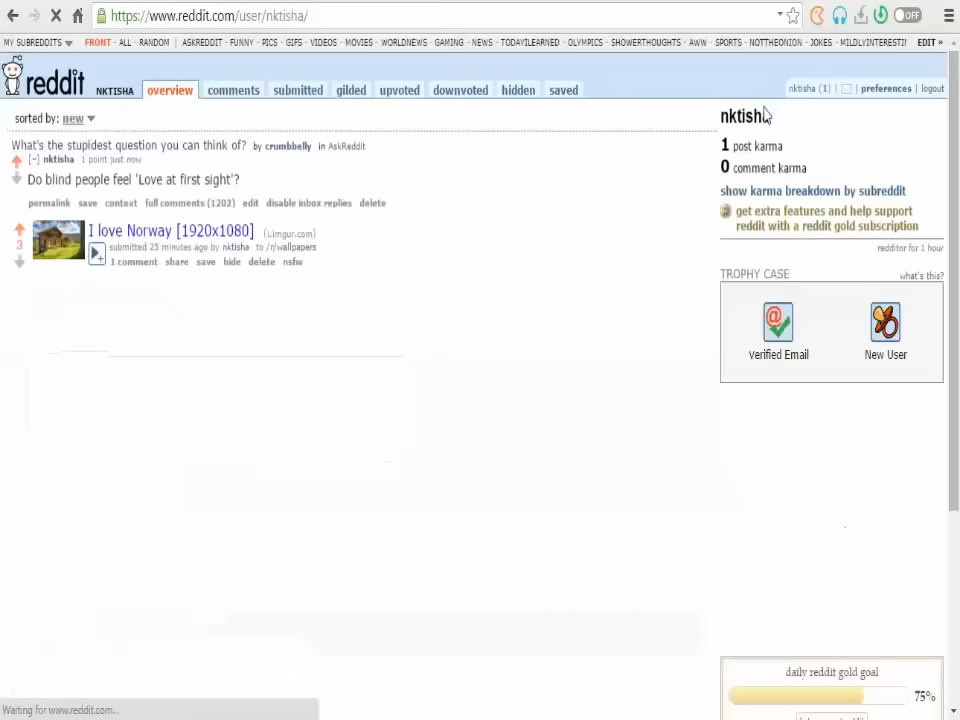 https://www.reddit.com/user/nktisha/
OFF
MY SUBREDDITS FRONT - ALL - RANDOM | ASKREDDIT - FUNNY - PICS - GIFS - VIDEOS - MOVIES - WORLDNEWS - GAMING - NEWS - TODAYILEARNED - OLYMPICS - SHOWERTHOUGHTS - AWW - SPORTS - NOTTHEONION - JOKES - MILDLYINTERESTIN EDIT »
reddit NKTISHA overview comments submitted gilded upvoted downvoted hidden saved
nktisha (1) | preferences | logout
sorted by: new
What's the stupidest question you can think of? by crumbbelly in AskReddit
[-] nktisha 1 point just now
Do blind people feel 'Love at first sight'?
permalink save context full comments (1202) edit disable inbox replies delete
I love Norway [1920x1080] (i.imgur.com)
3
submitted 25 minutes ago by nktisha to /r/wallpapers
1 comment share save hide delete nsfw
nktisha
1 post karma
0 comment karma
show karma breakdown by subreddit
get extra features and help support
reddit with a reddit gold subscription
redditor for 1 hour
TROPHY CASE what's this?
Verified Email New User
daily reddit gold goal
75%
Waiting for www.reddit.com...